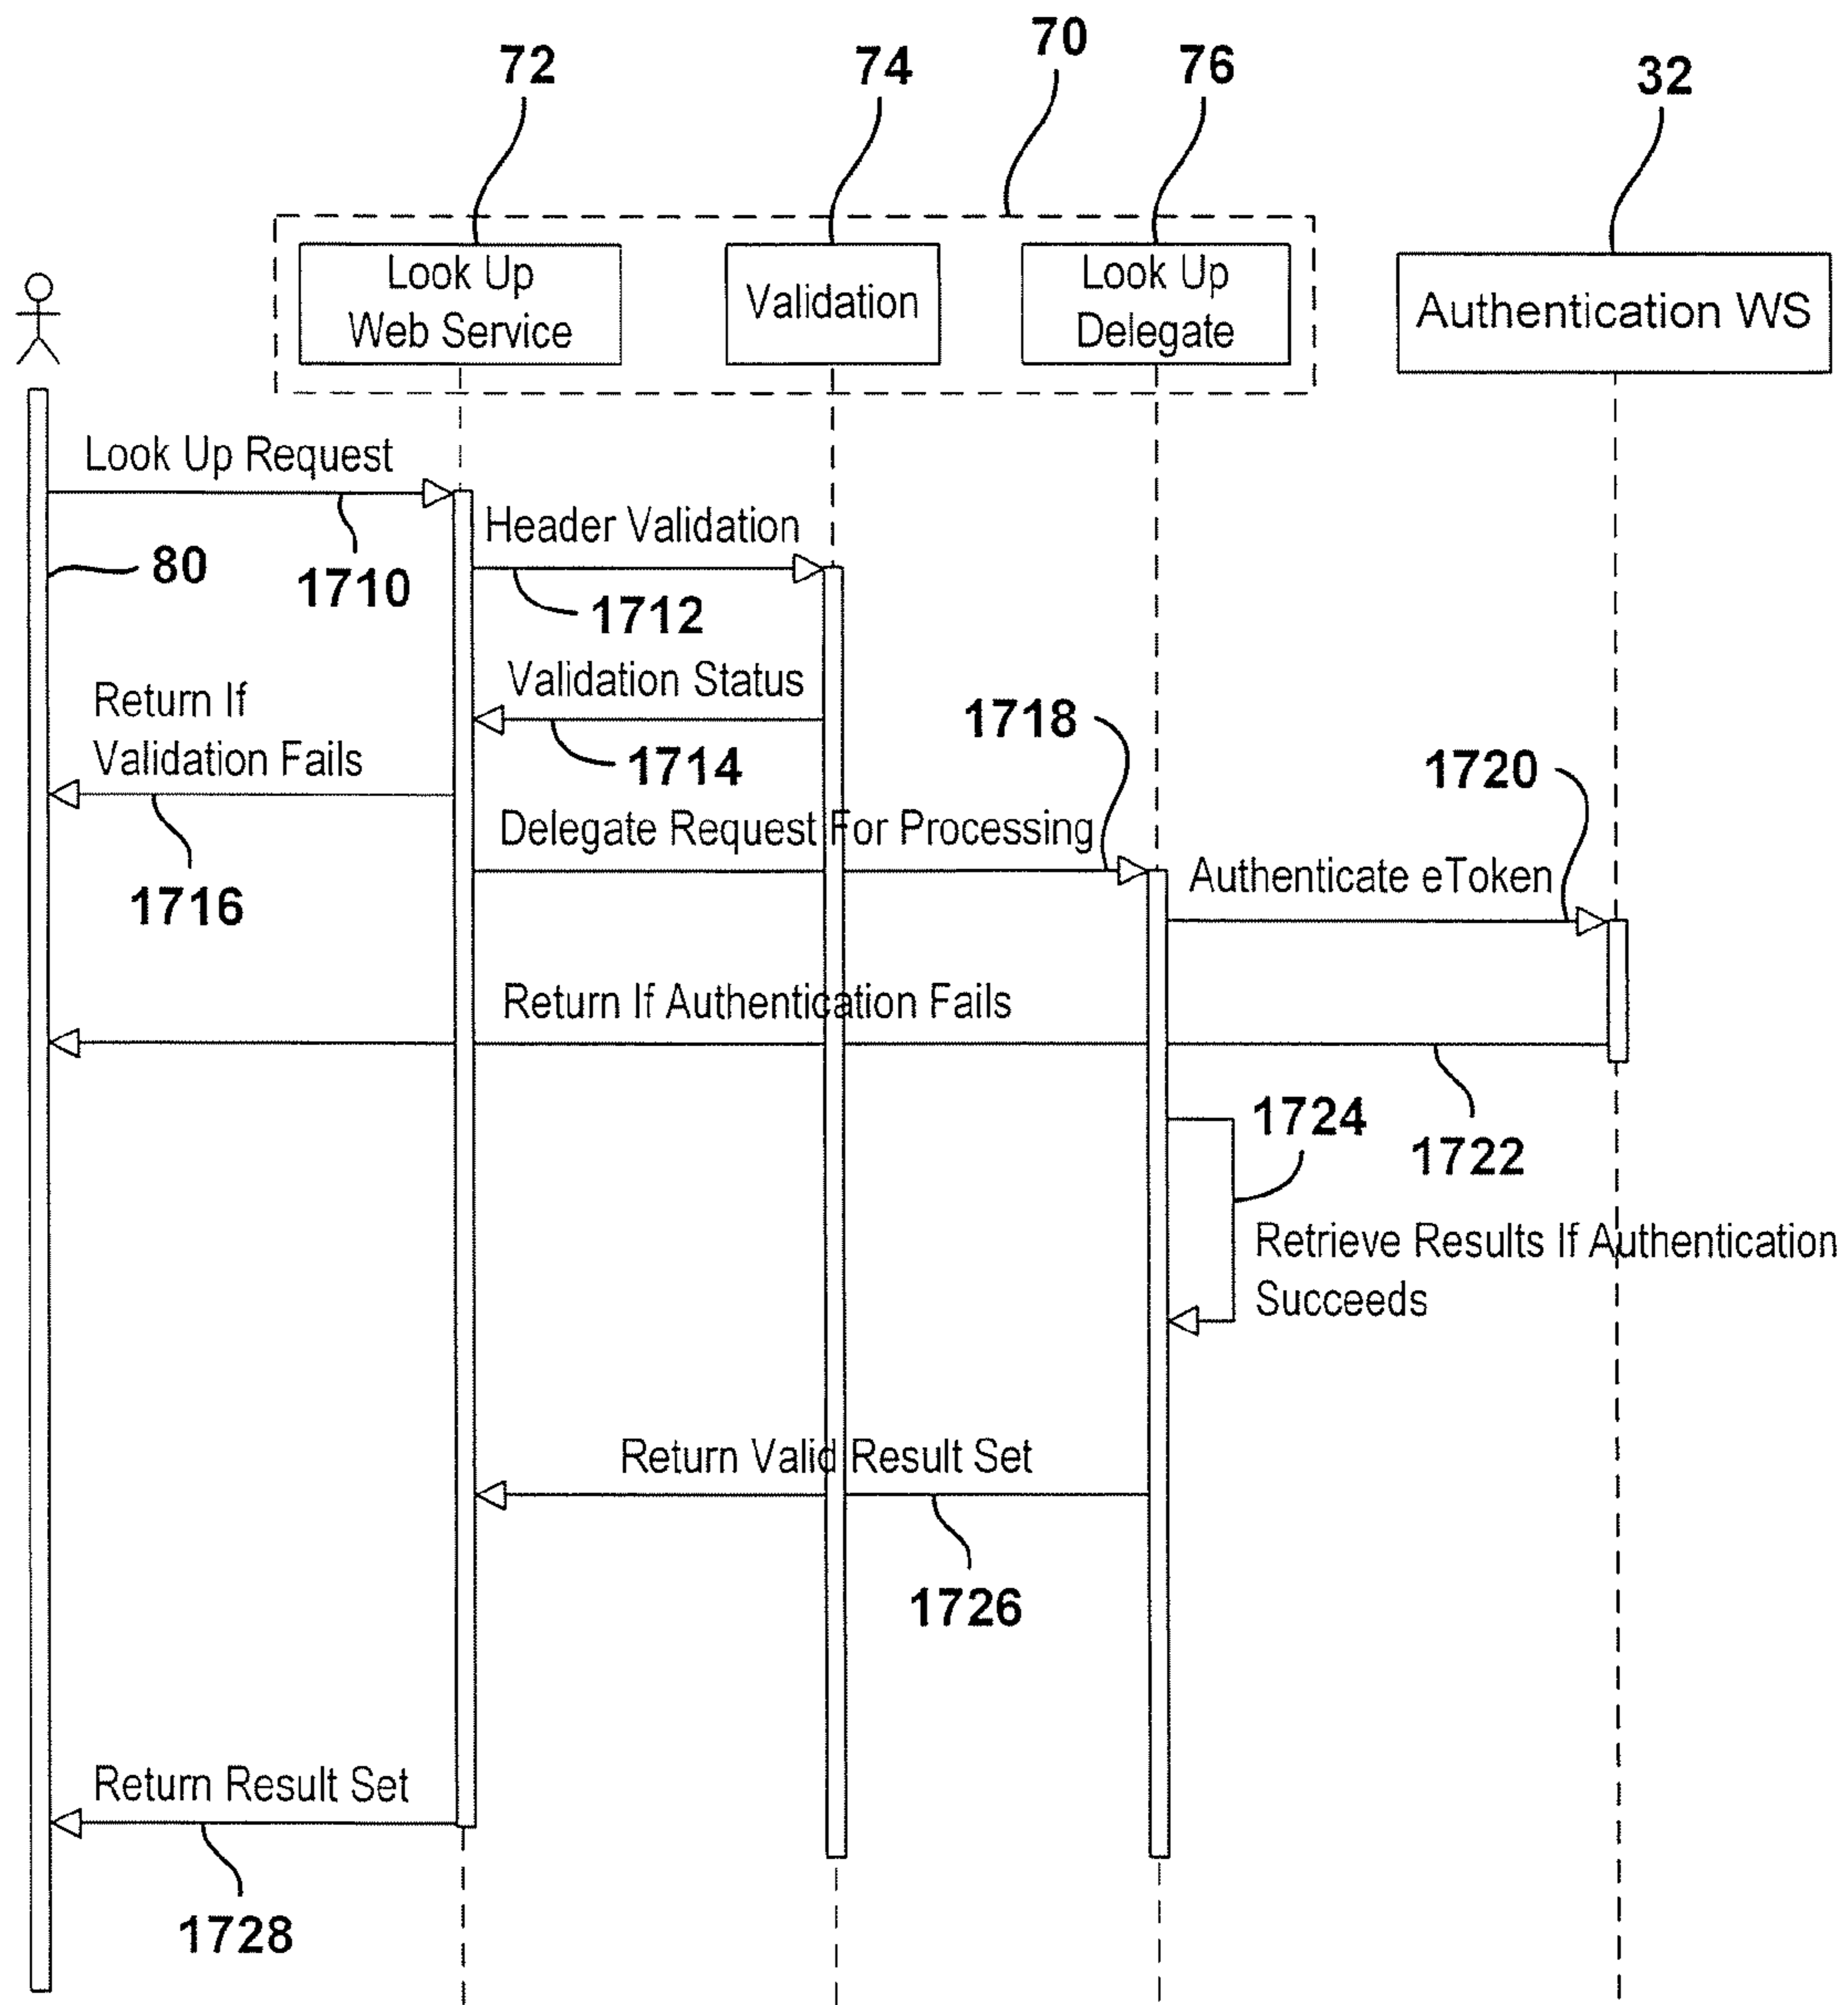 70
72
74
76
32
Look Up
Web Service
Validation
Look Up
Delegate
Authentication WS
Look Up Request
Header Validation
80
1710
1712
Validation Status
Return If
Validation Fails
1718
1714
1720
Delegate Request For Processing
Authenticate eToken
1716
Return If Authentication Fails
1724
1722
Retrieve Results If Authentication
Succeeds
Return Valid Result Set
1726
Return Result Set
1728